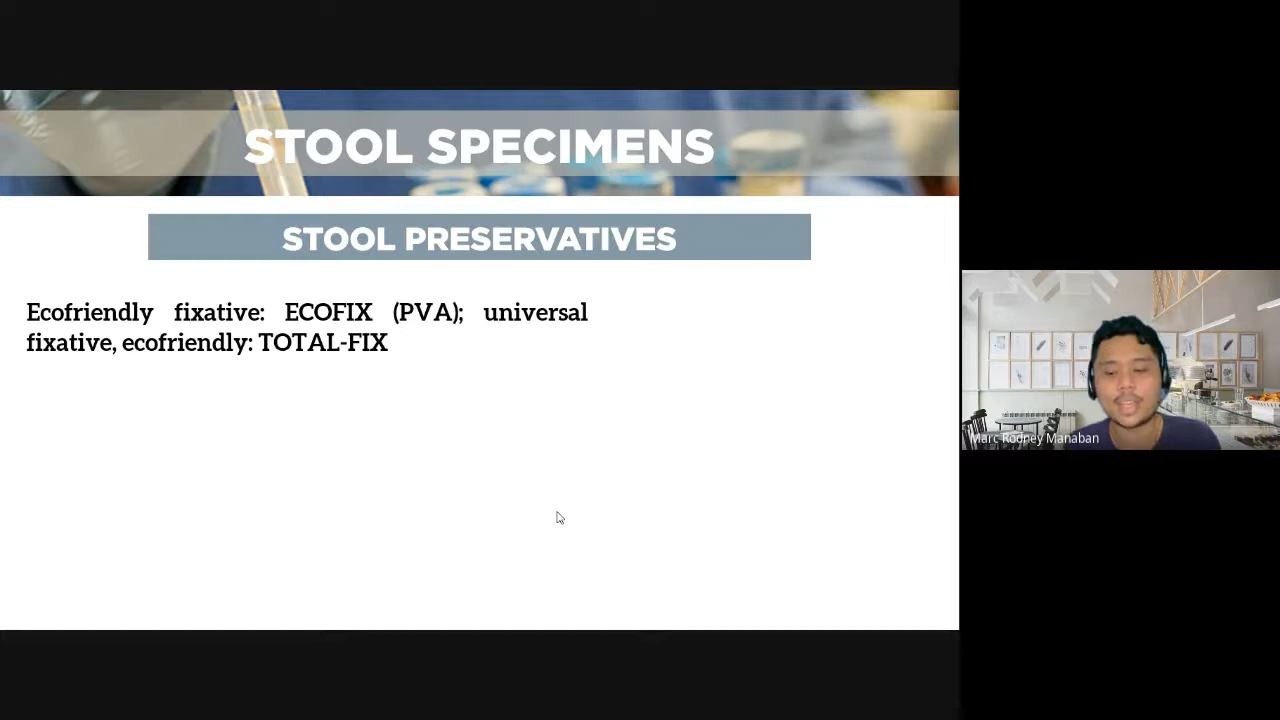 STOOL SPECIMENS
STOOL PRESERVATIVES
Ecofriendly fixative: ECOFIX (PVA); universal
fixative, ecofriendly: TOTAL-FIX
Marc Rodney Manaban